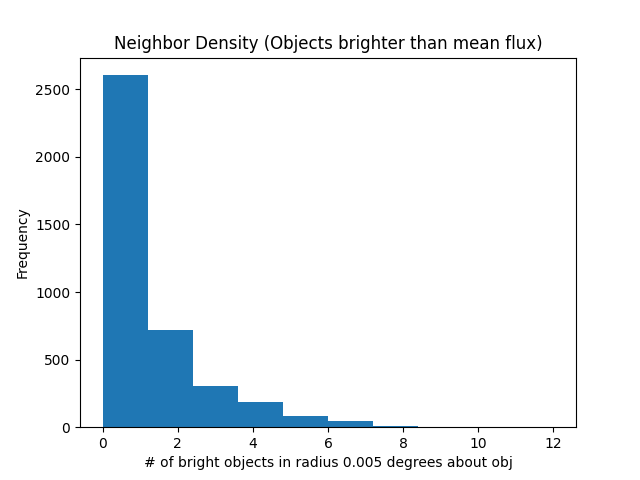 Neighbor Density (Objects brighter than mean flux)
2500
2000
1500
1000
500
0
Frequency
0 2 4 6 8 10 12
# of bright objects in radius 0.005 degrees about obj